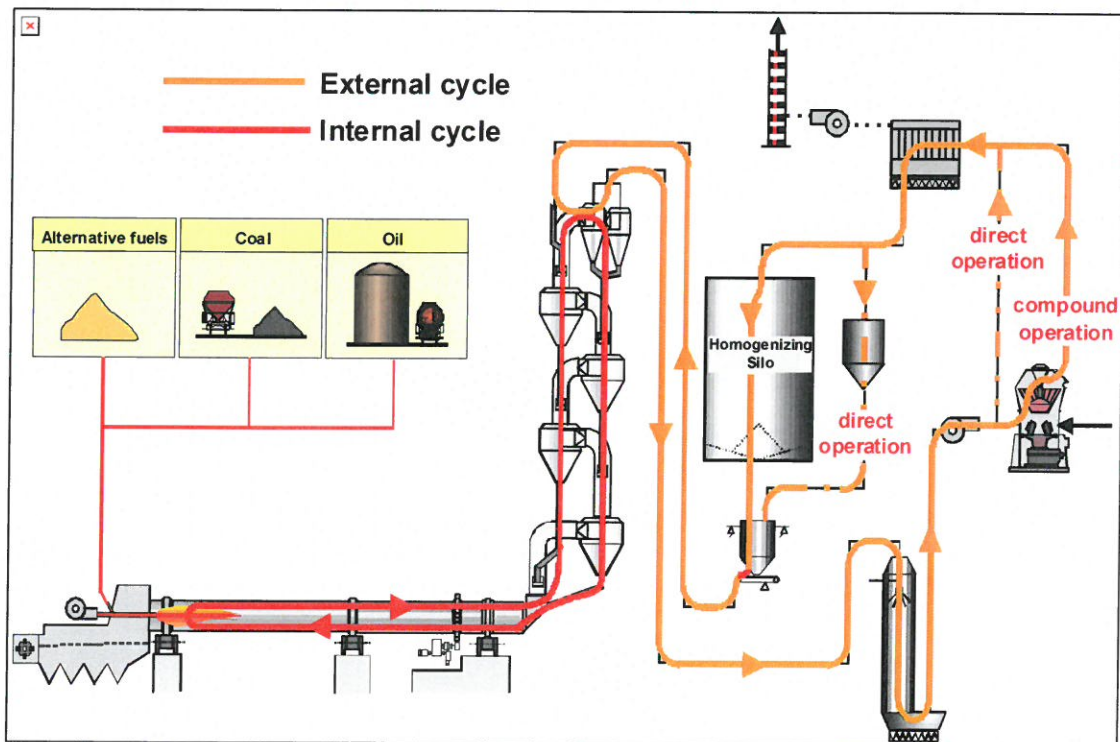 External cycle
Internal cycle
Alternative fuels
Coal
Oil
direct
operation
compound
operation
Homogenizing
Silo
direct
operation